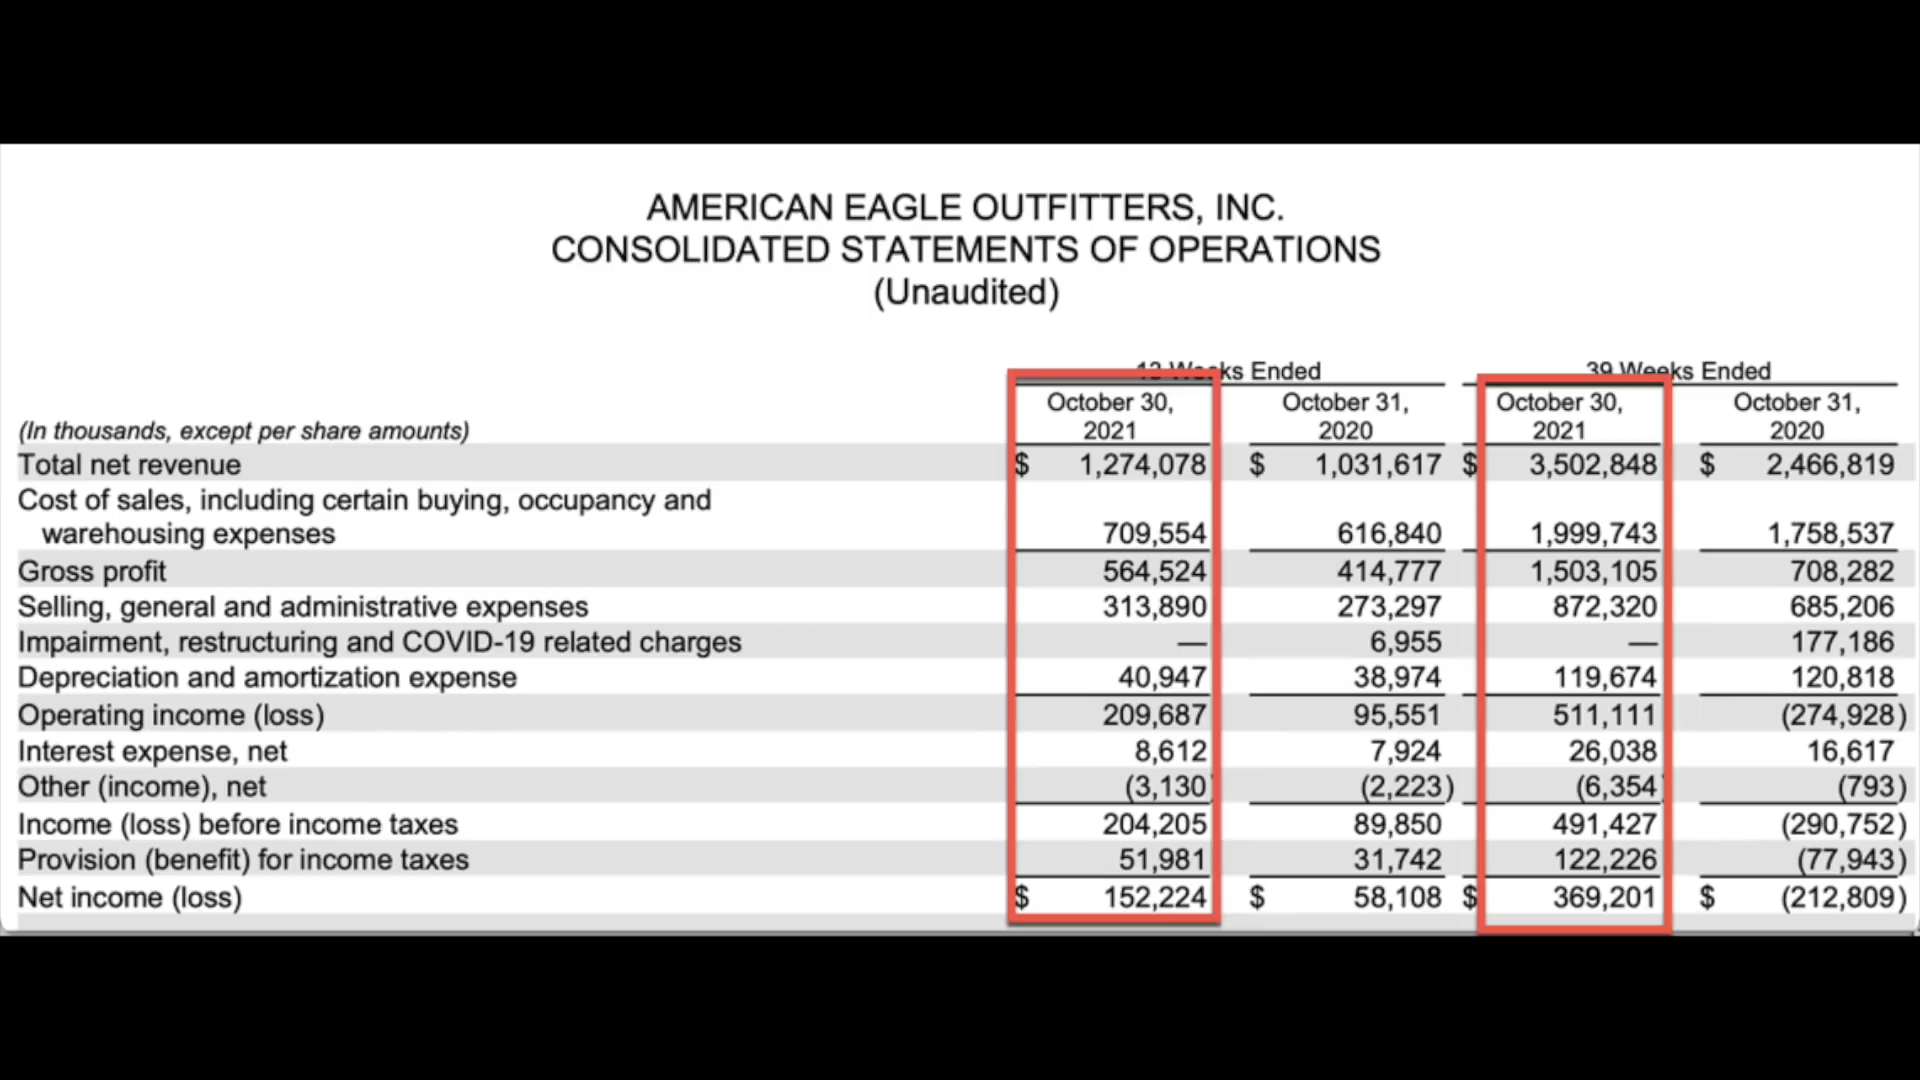 AMERICAN EAGLE OUTFITTERS, INC.
CONSOLIDATED STATEMENTS OF OPERATIONS
(Unaudited)
13 Weeks Ended 39 Weeks Ended
October 30, October 31, October 30, October 31,
(In thousands, except per share amounts) 2021 2020 2021 2020
Total net revenue $ 1,274,078 $ 1,031,617 $ 3,502,848 $ 2,466,819
Cost of sales, including certain buying, occupancy and
warehousing expenses 709,554 616,840 1,999,743 1,758,537
Gross profit 564,524 414,777 1,503,105 708,282
Selling, general and administrative expenses 313,890 273,297 872,320 685,206
Impairment, restructuring and COVID-19 related charges — 6,955 — 177,186
Depreciation and amortization expense 40,947 38,974 119,674 120,818
Operating income (loss) 209,687 95,551 511,111 (274,928)
Interest expense, net 8,612 7,924 26,038 16,617
Other (income), net (3,130) (2,223) (6,354) (793)
Income (loss) before income taxes 204,205 89,850 491,427 (290,752)
Provision (benefit) for income taxes 51,981 31,742 122,226 (77,943)
Net income (loss) $ 152,224 $ 58,108 $ 369,201 $ (212,809)